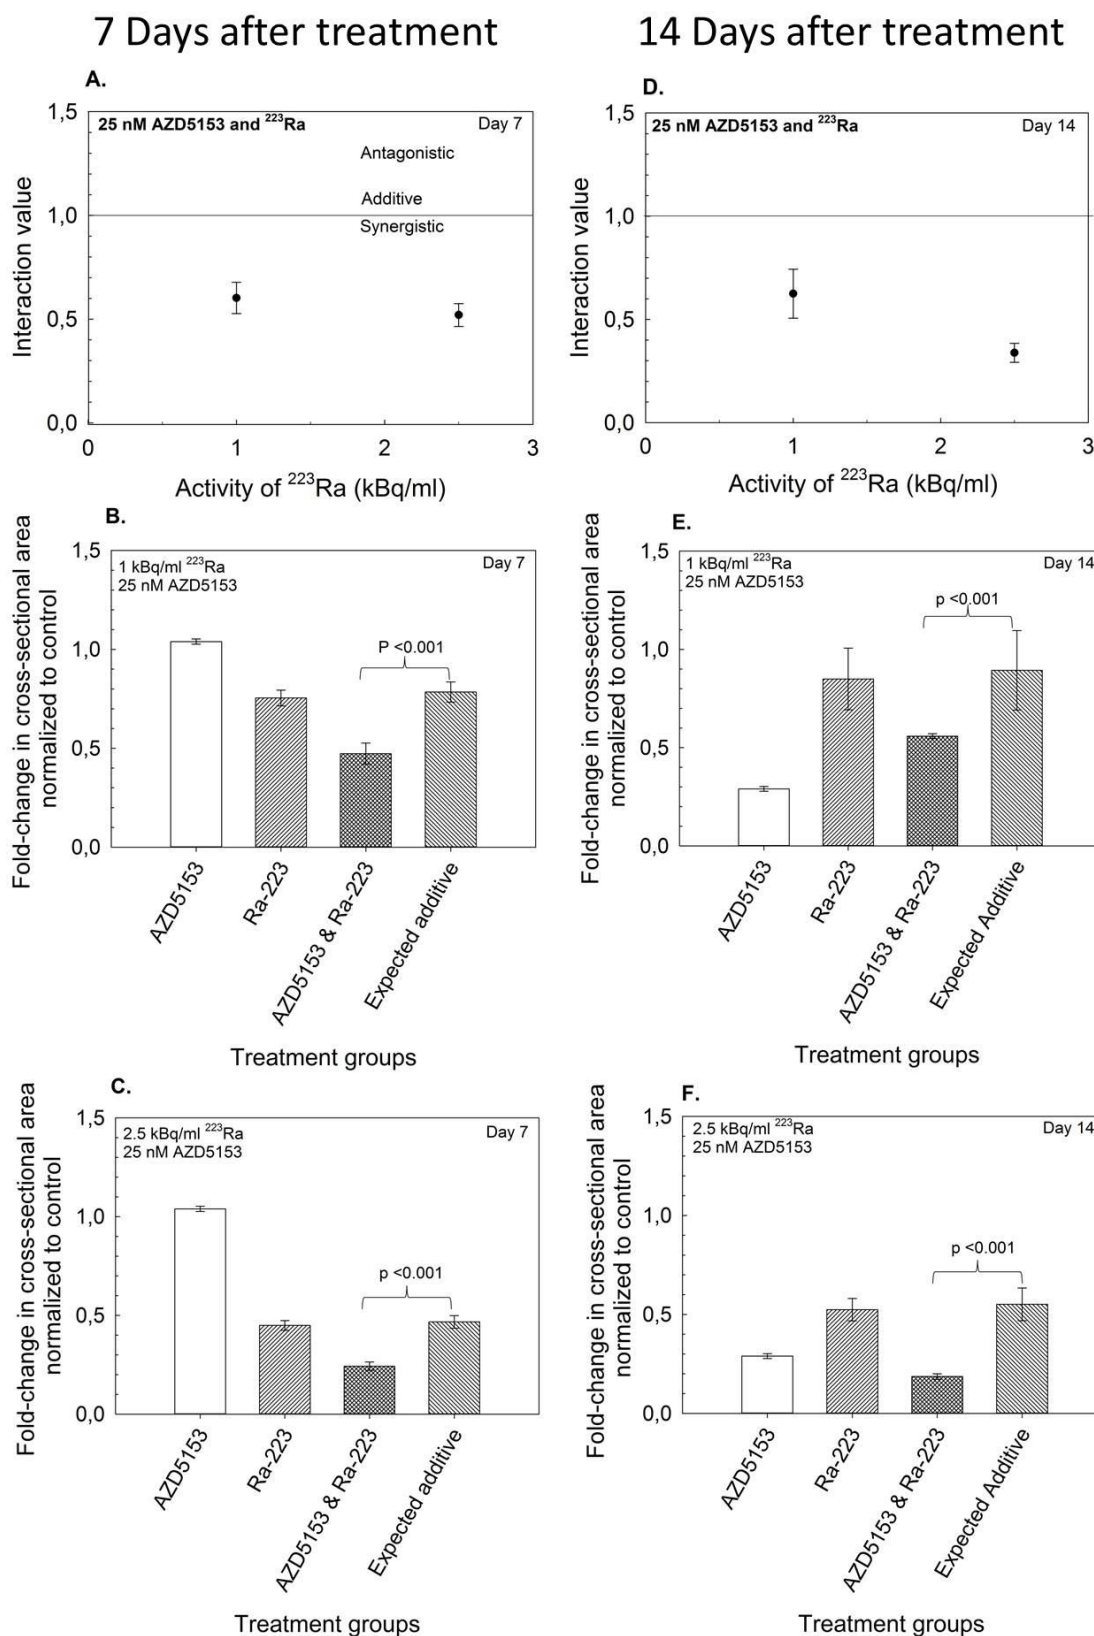 7 Days after treatment
14 Days after treatment
A.
25 nM AZD5153 and ²²³Ra
Day 7
Antagonistic
Additive
Synergistic
Interaction value
1,5
1,0
0,5
0,0
0
1
2
3
Activity of ²²³Ra (kBq/ml)
D.
25 nM AZD5153 and ²²³Ra
Day 14
Interaction value
1,5
1,0
0,5
0,0
0
1
2
3
Activity of ²²³Ra (kBq/ml)
B.
1 kBq/ml ²²³Ra
25 nM AZD5153
Day 7
P <0.001
Fold-change in cross-sectional area
normalized to control
1,5
1,0
0,5
0,0
AZD5153
Ra-223
AZD5153 & Ra-223
Expected additive
Treatment groups
E.
1 kBq/ml ²²³Ra
25 nM AZD5153
Day 14
p <0.001
Fold-change in cross-sectional area
normalized to control
1,5
1,0
0,5
0,0
AZD5153
Ra-223
AZD5153 & Ra-223
Expected Additive
Treatment groups
C.
2.5 kBq/ml ²²³Ra
25 nM AZD5153
Day 7
p <0.001
Fold-change in cross-sectional area
normalized to control
1,5
1,0
0,5
0,0
AZD5153
Ra-223
AZD5153 & Ra-223
Expected additive
Treatment groups
F.
2.5 kBq/ml ²²³Ra
25 nM AZD5153
Day 14
p <0.001
Fold-change in cross-sectional area
normalized to control
1,5
1,0
0,5
0,0
AZD5153
Ra-223
AZD5153 & Ra-223
Expected Additive
Treatment groups